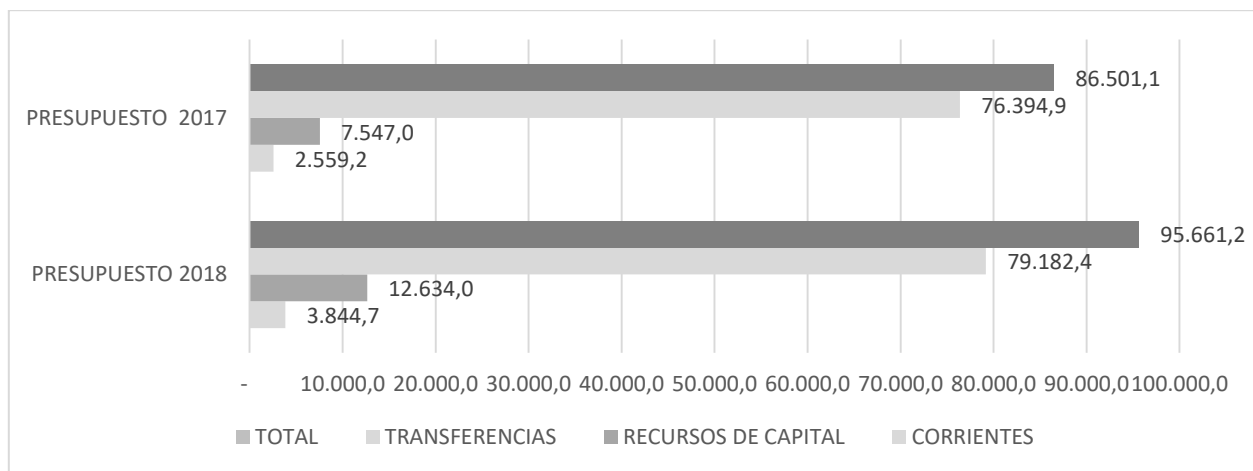 86.501,1
76.394,9
PRESUPUESTO 2017
7.547,0
2.559,2
95.661,2
79.182,4
PRESUPUESTO 2018
12.634,0
3.844,7
- 10.000,0 20.000,0 30.000,0 40.000,0 50.000,0 60.000,0 70.000,0 80.000,0 90.000,0 100.000,0
TOTAL TRANSFERENCIAS RECURSOS DE CAPITAL CORRIENTES